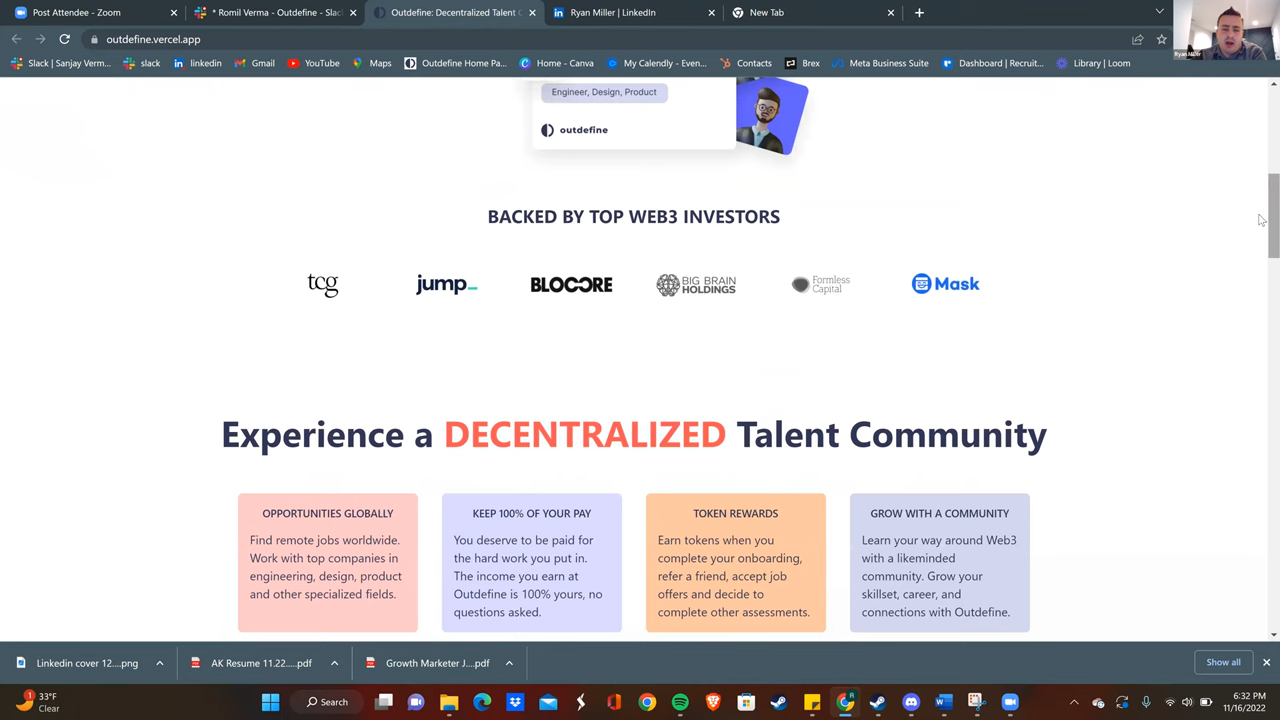 Post Attendee - Zoom
* Romil Verma - Outdefine - Slac
Outdefine: Decentralized Talent C
Ryan Miller | LinkedIn
New Tab
outdefine.vercel.app
Ryan Miller
Slack | Sanjay Verm...
slack
linkedin
Gmail
YouTube
Maps
Outdefine Home Pa...
Home - Canva
My Calendly - Even...
Contacts
Brex
Meta Business Suite
Dashboard | Recruit...
Library | Loom
Engineer, Design, Product
outdefine
BACKED BY TOP WEB3 INVESTORS
tcg
jump_
BLOCORE
BIG BRAIN
HOLDINGS
Formless
Capital
Mask
Experience a DECENTRALIZED Talent Community
OPPORTUNITIES GLOBALLY
Find remote jobs worldwide.
Work with top companies in
engineering, design, product
and other specialized fields.
KEEP 100% OF YOUR PAY
You deserve to be paid for
the hard work you put in.
The income you earn at
Outdefine is 100% yours, no
questions asked.
TOKEN REWARDS
Earn tokens when you
complete your onboarding,
refer a friend, accept job
offers and decide to
complete other assessments.
GROW WITH A COMMUNITY
Learn your way around Web3
with a likeminded
community. Grow your
skillset, career, and
connections with Outdefine.
Linkedin cover 12....png
AK Resume 11.22.....pdf
Growth Marketer J....pdf
Show all
1
33°F
Clear
Search
6:32 PM
11/16/2022